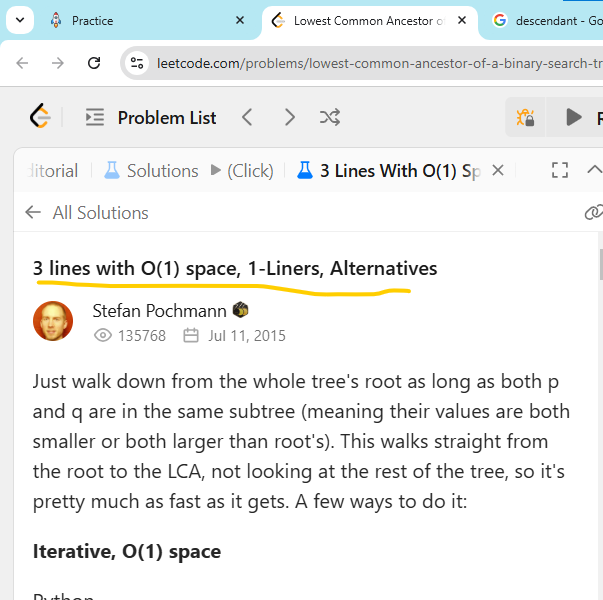 Practice
Lowest Common Ancestor o
descendant - Go
leetcode.com/problems/lowest-common-ancestor-of-a-binary-search-tr
Problem List
ditorial
Solutions
(Click)
3 Lines With O(1) Sp
All Solutions
3 lines with O(1) space, 1-Liners, Alternatives
Stefan Pochmann
135768 Jul 11, 2015
Just walk down from the whole tree's root as long as both p
and q are in the same subtree (meaning their values are both
smaller or both larger than root's). This walks straight from
the root to the LCA, not looking at the rest of the tree, so it's
pretty much as fast as it gets. A few ways to do it:
Iterative, O(1) space
Python